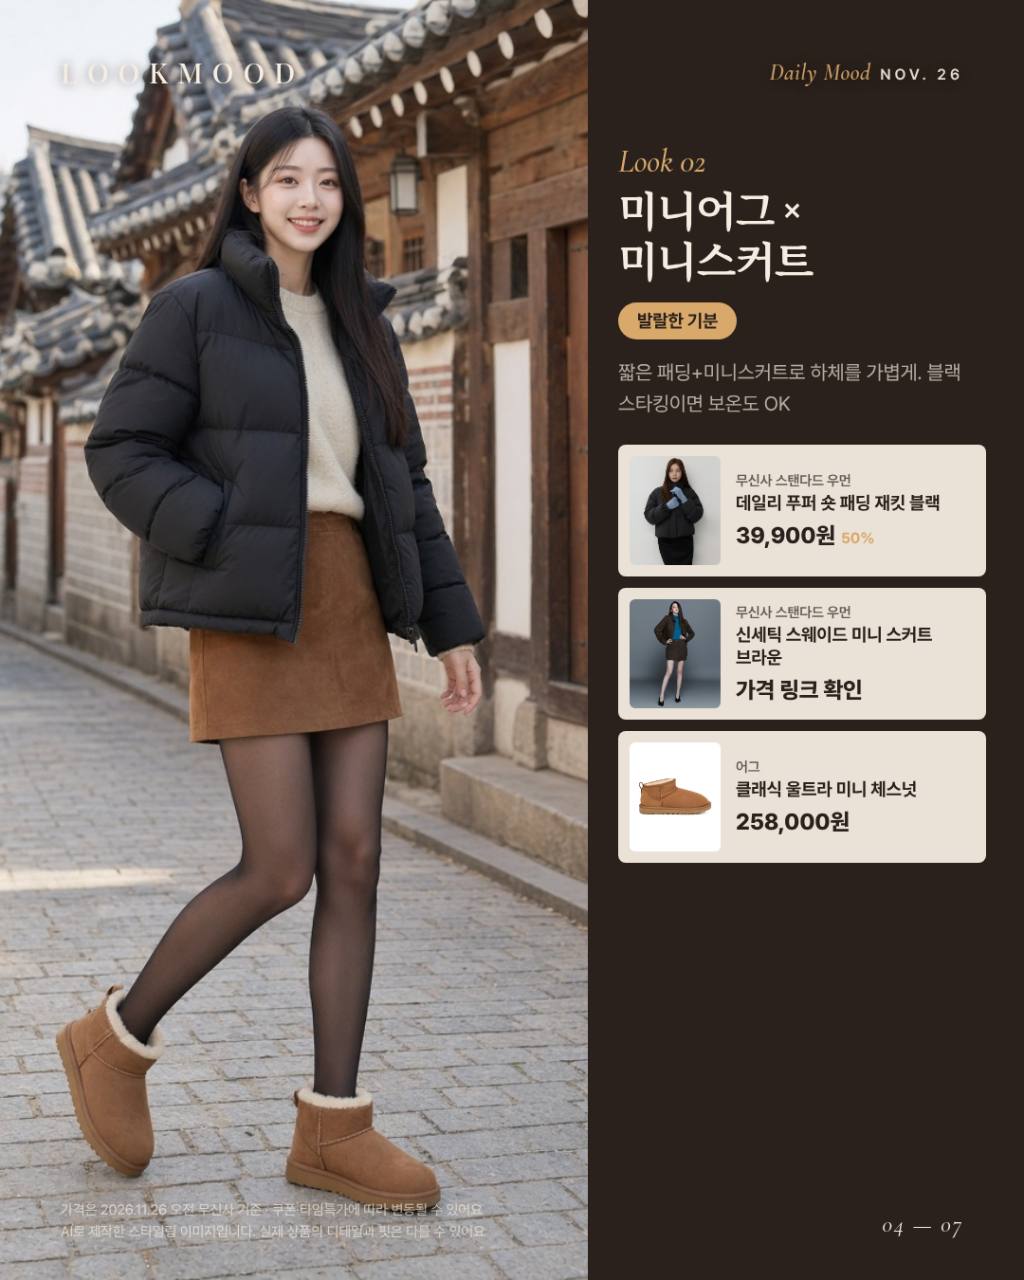 LOOKMOOD
Daily Mood NOV. 26
Look 02
미니어그 ×
미니스커트
발랄한 기분
짧은 패딩+미니스커트로 하체를 가볍게. 블랙
스타킹이면 보온도 OK
무신사 스탠다드 우먼
데일리 푸퍼 숏 패딩 재킷 블랙
39,900원 50%
무신사 스탠다드 우먼
신세틱 스웨이드 미니 스커트
브라운
가격 링크 확인
어그
클래식 울트라 미니 체스넛
258,000원
가격은 2026.11.26 오전 무신사 기준 · 쿠폰·타임특가에 따라 변동될 수 있어요
AI로 제작한 스타일링 이미지입니다. 실제 상품의 디테일과 핏은 다를 수 있어요
04 — 07